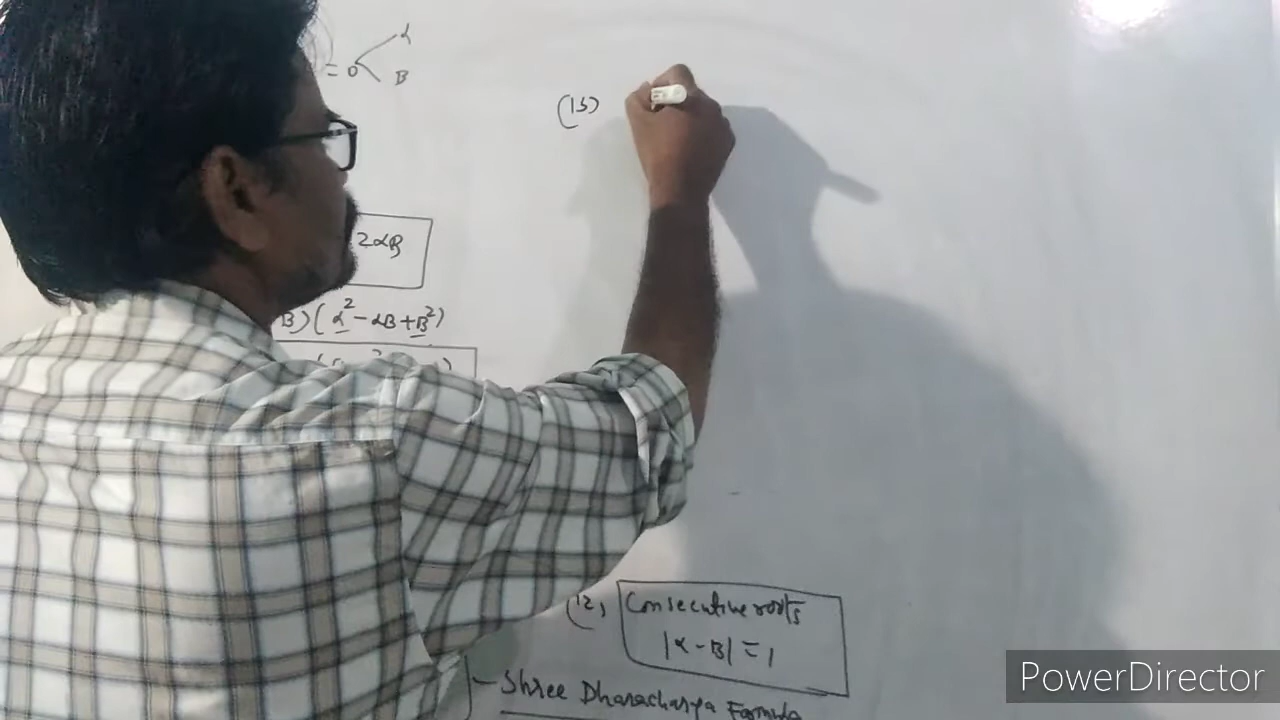 = 0 < α
β
(13)
2αβ
β) (α² - αβ + β²)
(12) Consecutive roots
|α - β| = 1
- Shree Dharacharya Formula
PowerDirector